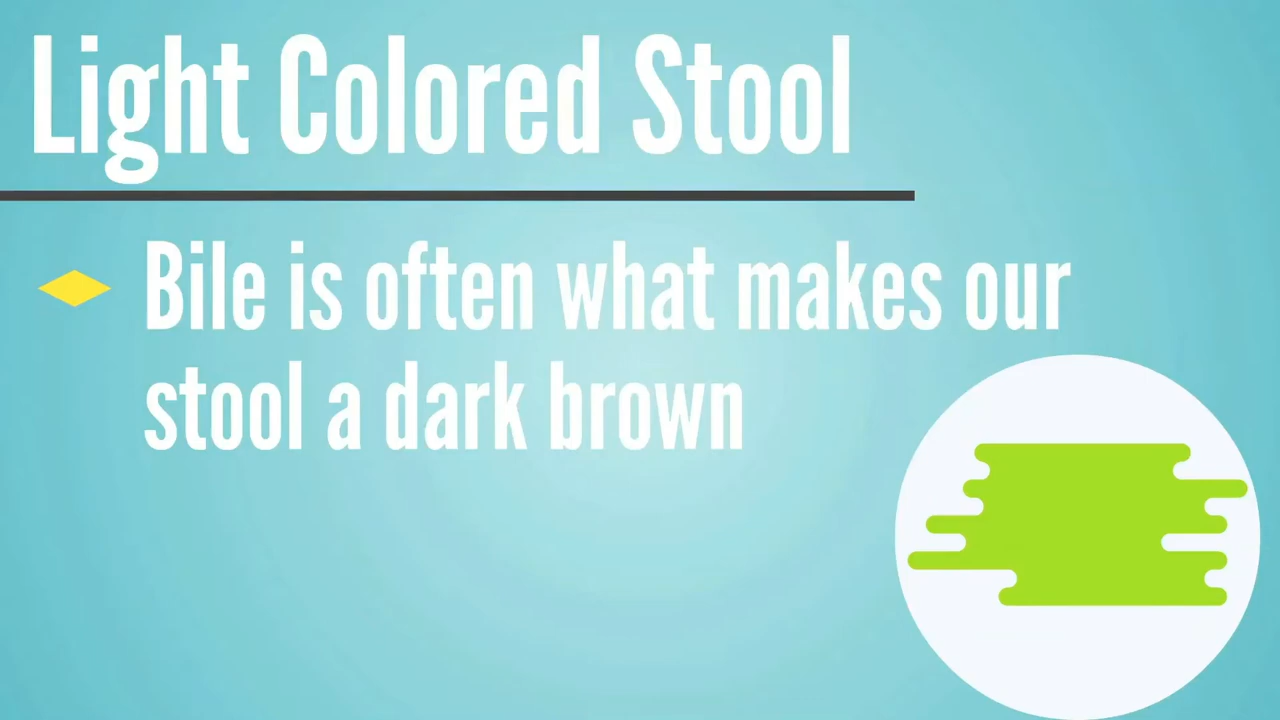 Light Colored Stool
Bile is often what makes our
stool a dark brown